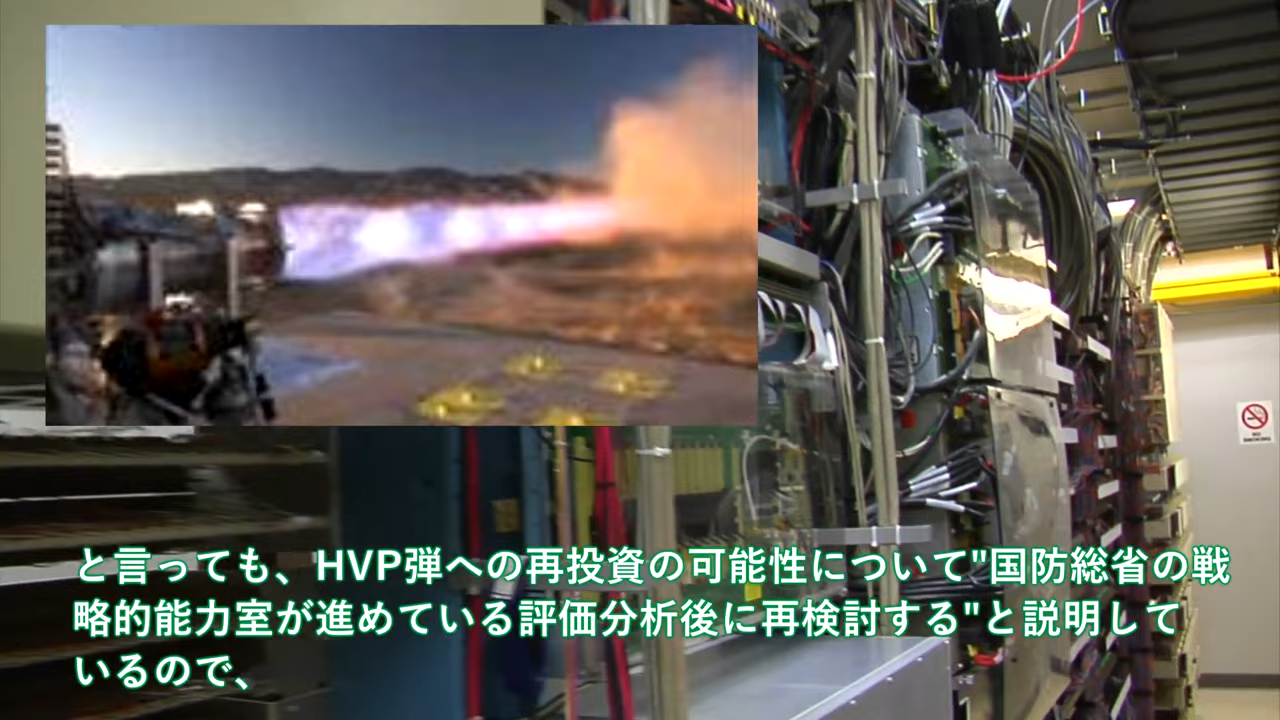 と言っても、HVP弾への再投資の可能性について"国防総省の戦
略的能力室が進めている評価分析後に再検討する"と説明して
いるので、
NO
SMOKING